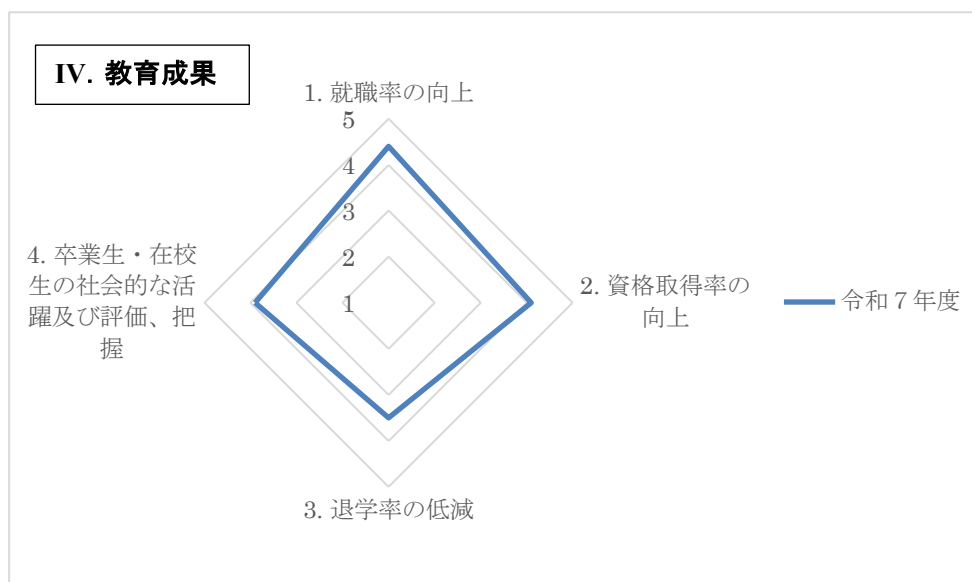 IV. 教育成果
1. 就職率の向上
5
4
3
2
1
2. 資格取得率の
向上
3. 退学率の低減
4. 卒業生・在校
生の社会的な活
躍及び評価、把
握
令和７年度